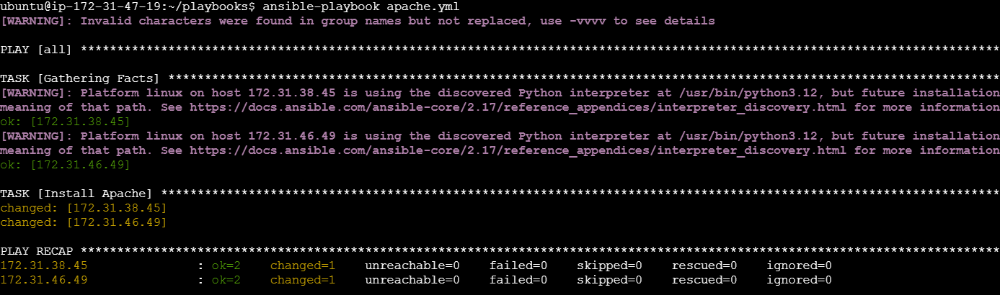 ubuntu@ip-172-31-47-19:~/playbooks$ ansible-playbook apache.yml
[WARNING]: Invalid characters were found in group names but not replaced, use -vvvv to see details
PLAY [all] ******************************************************************************************************************************
TASK [Gathering Facts] ******************************************************************************************************************
[WARNING]: Platform linux on host 172.31.38.45 is using the discovered Python interpreter at /usr/bin/python3.12, but future installation
meaning of that path. See https://docs.ansible.com/ansible-core/2.17/reference_appendices/interpreter_discovery.html for more information
ok: [172.31.38.45]
[WARNING]: Platform linux on host 172.31.46.49 is using the discovered Python interpreter at /usr/bin/python3.12, but future installation
meaning of that path. See https://docs.ansible.com/ansible-core/2.17/reference_appendices/interpreter_discovery.html for more information
ok: [172.31.46.49]
TASK [Install Apache] *******************************************************************************************************************
changed: [172.31.38.45]
changed: [172.31.46.49]
PLAY RECAP ******************************************************************************************************************************
172.31.38.45               : ok=2    changed=1    unreachable=0    failed=0    skipped=0    rescued=0    ignored=0
172.31.46.49               : ok=2    changed=1    unreachable=0    failed=0    skipped=0    rescued=0    ignored=0